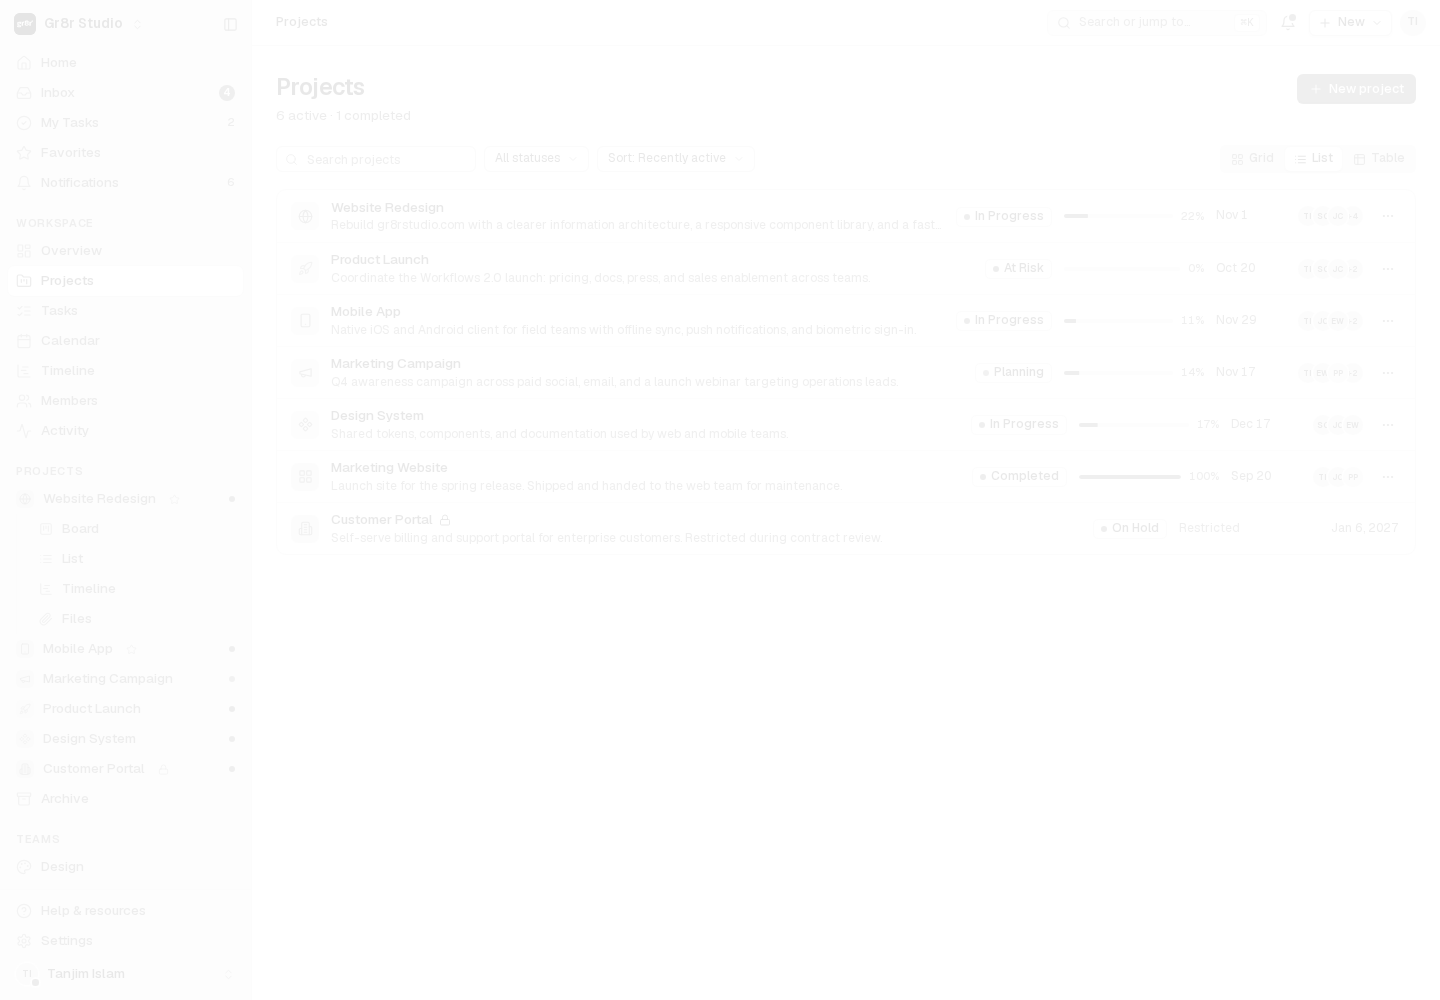 Gr8r Studio
Home
Inbox 4
My Tasks 2
Favorites
Notifications 6
WORKSPACE
Overview
Projects
Tasks
Calendar
Timeline
Members
Activity
PROJECTS
Website Redesign
Board
List
Timeline
Files
Mobile App
Marketing Campaign
Product Launch
Design System
Customer Portal
Archive
TEAMS
Design
Help & resources
Settings
TI Tanjim Islam
Projects
Search or jump to... ⌘K
New
TI
Projects
New project
6 active · 1 completed
Search projects
All statuses
Sort: Recently active
Grid
List
Table
Website Redesign
Rebuild gr8rstudio.com with a clearer information architecture, a responsive component library, and a fast...
In Progress 22% Nov 1
Product Launch
Coordinate the Workflows 2.0 launch: pricing, docs, press, and sales enablement across teams.
At Risk 0% Oct 20
Mobile App
Native iOS and Android client for field teams with offline sync, push notifications, and biometric sign-in.
In Progress 11% Nov 29
Marketing Campaign
Q4 awareness campaign across paid social, email, and a launch webinar targeting operations leads.
Planning 14% Nov 17
Design System
Shared tokens, components, and documentation used by web and mobile teams.
In Progress 17% Dec 17
Marketing Website
Launch site for the spring release. Shipped and handed to the web team for maintenance.
Completed 100% Sep 20
Customer Portal
Self-serve billing and support portal for enterprise customers. Restricted during contract review.
On Hold Restricted Jan 6, 2027